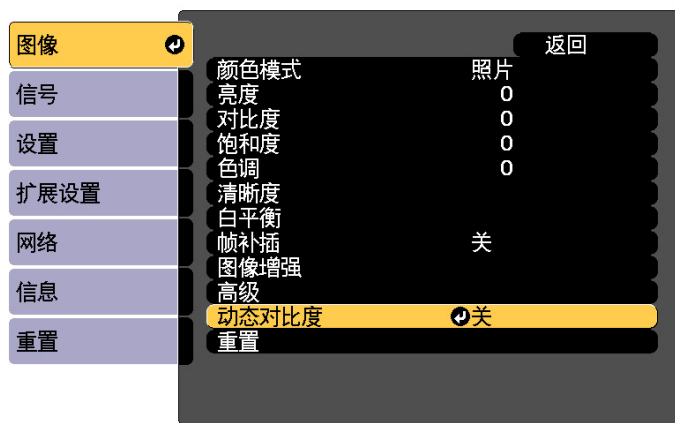 图像
信号
设置
扩展设置
网络
信息
重置
返回
颜色模式 照片
亮度 0
对比度 0
饱和度 0
色调 0
清晰度
白平衡
帧补插 关
图像增强
高级
动态对比度 关
重置